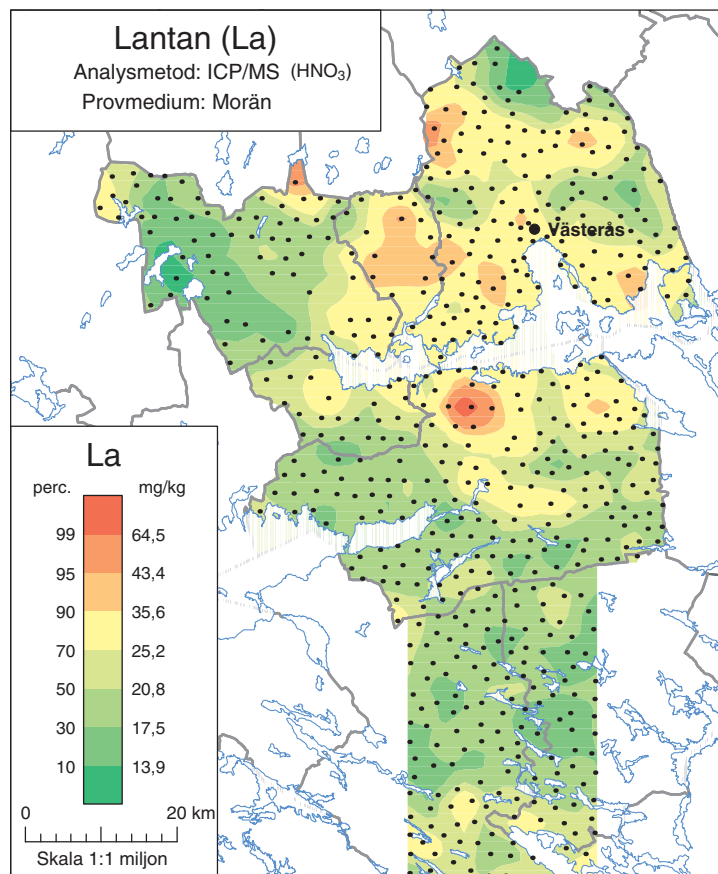 Lantan (La)
Analysmetod: ICP/MS (HNO₃)
Provmedium: Morän
Västerås
La
perc. mg/kg
99 64,5
95 43,4
90 35,6
70 25,2
50 20,8
30 17,5
10 13,9
0 20 km
Skala 1:1 miljon